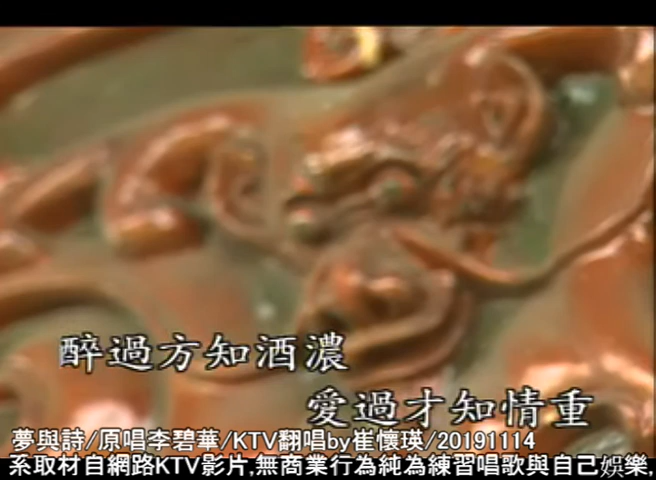 醉過方知酒濃
愛過才知情重
夢與詩/原唱李碧華/KTV翻唱by崔懷瑛/20191114
系取材自網路KTV影片,無商業行為純為練習唱歌與自己娛樂,